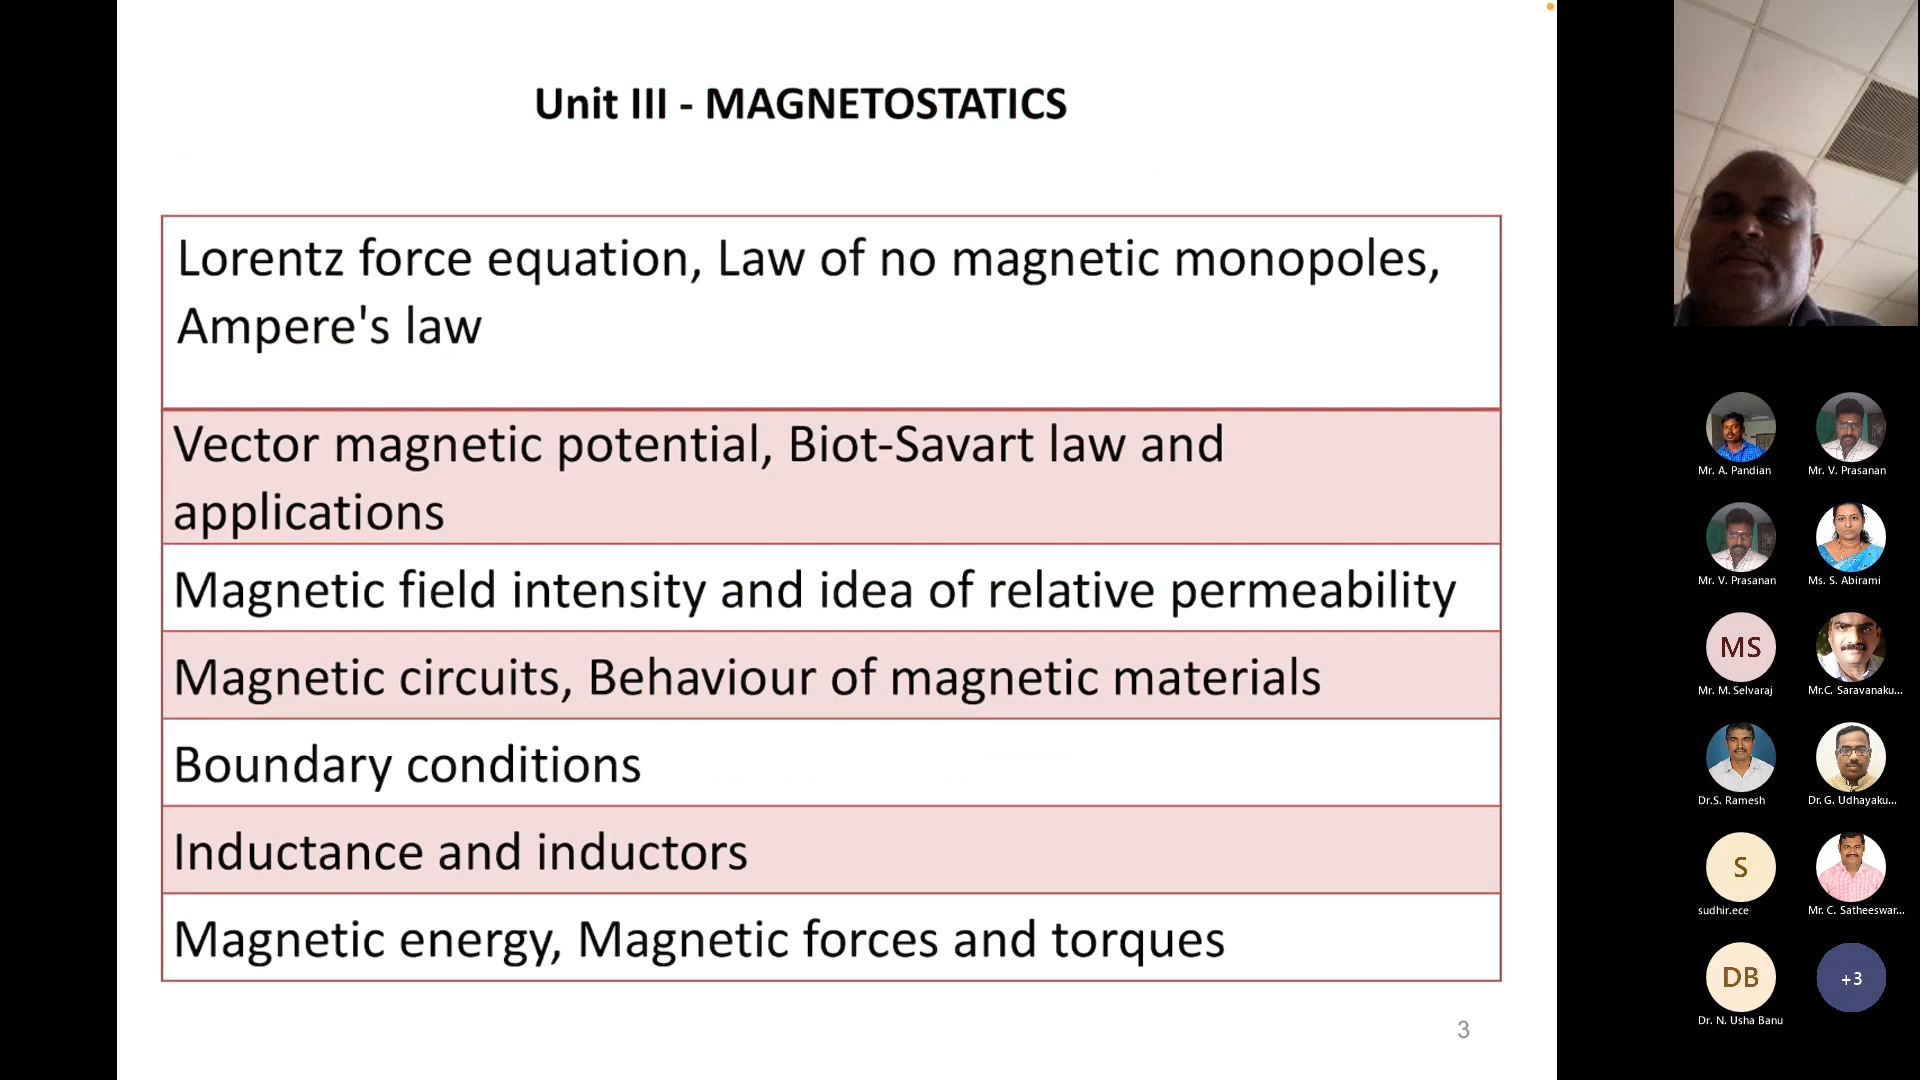 Unit III - MAGNETOSTATICS
Lorentz force equation, Law of no magnetic monopoles,
Ampere's law
Vector magnetic potential, Biot-Savart law and
applications
Magnetic field intensity and idea of relative permeability
Magnetic circuits, Behaviour of magnetic materials
Boundary conditions
Inductance and inductors
Magnetic energy, Magnetic forces and torques
3
Mr. A. Pandian
Mr. V. Prasanan
Mr. V. Prasanan
Ms. S. Abirami
MS
Mr. M. Selvaraj
Mr.C. Saravanaku...
Dr.S. Ramesh
Dr. G. Udhayaku...
S
sudhir.ece
Mr. C. Satheeswar...
DB
Dr. N. Usha Banu
+3